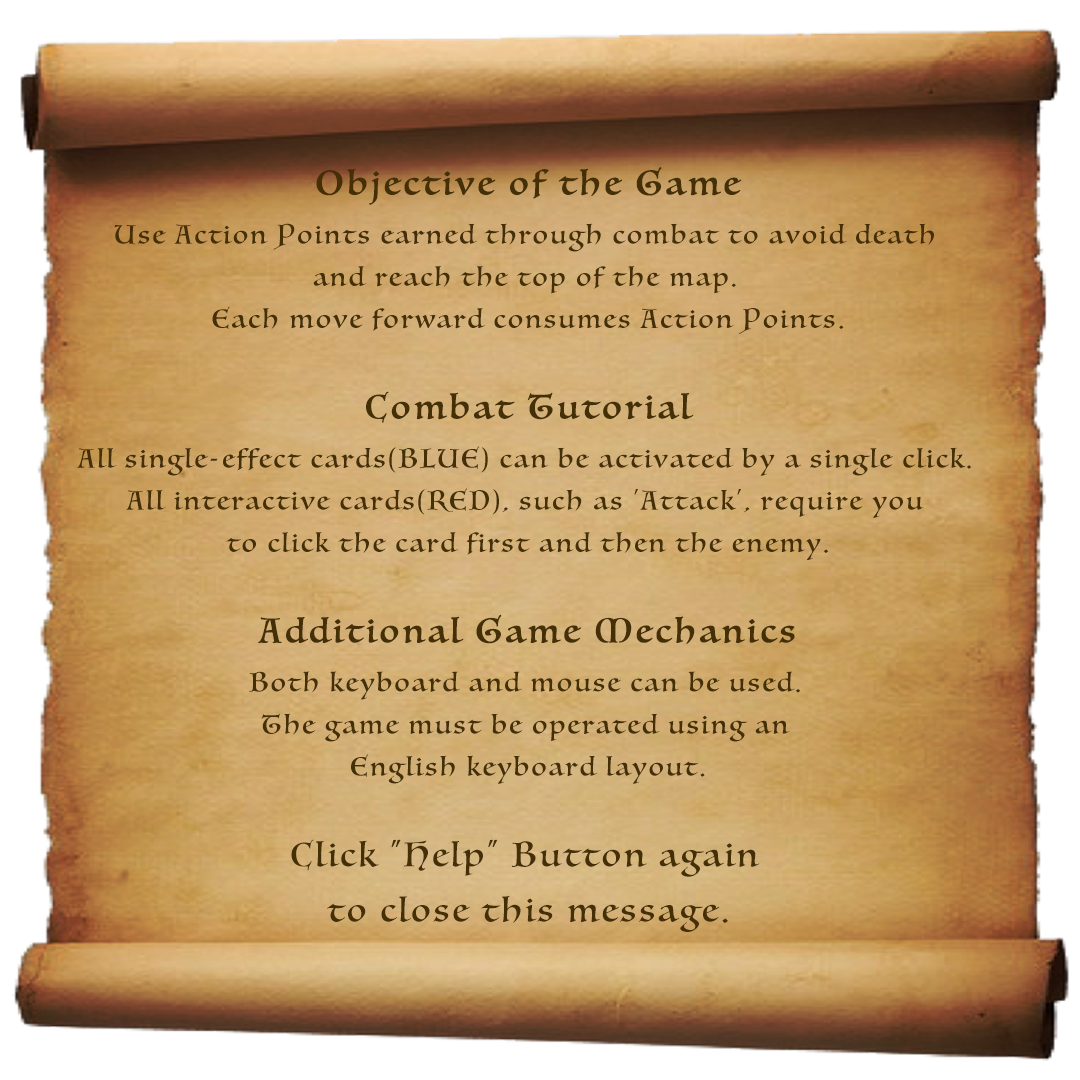 Objective of the Game
Use Action Points earned through combat to avoid death
and reach the top of the map.
Each move forward consumes Action Points.
Combat Tutorial
All single-effect cards(BLUE) can be activated by a single click.
All interactive cards(RED), such as 'Attack', require you
to click the card first and then the enemy.
Additional Game Mechanics
Both keyboard and mouse can be used.
The game must be operated using an
English keyboard layout.
Click "Help" Button again
to close this message.